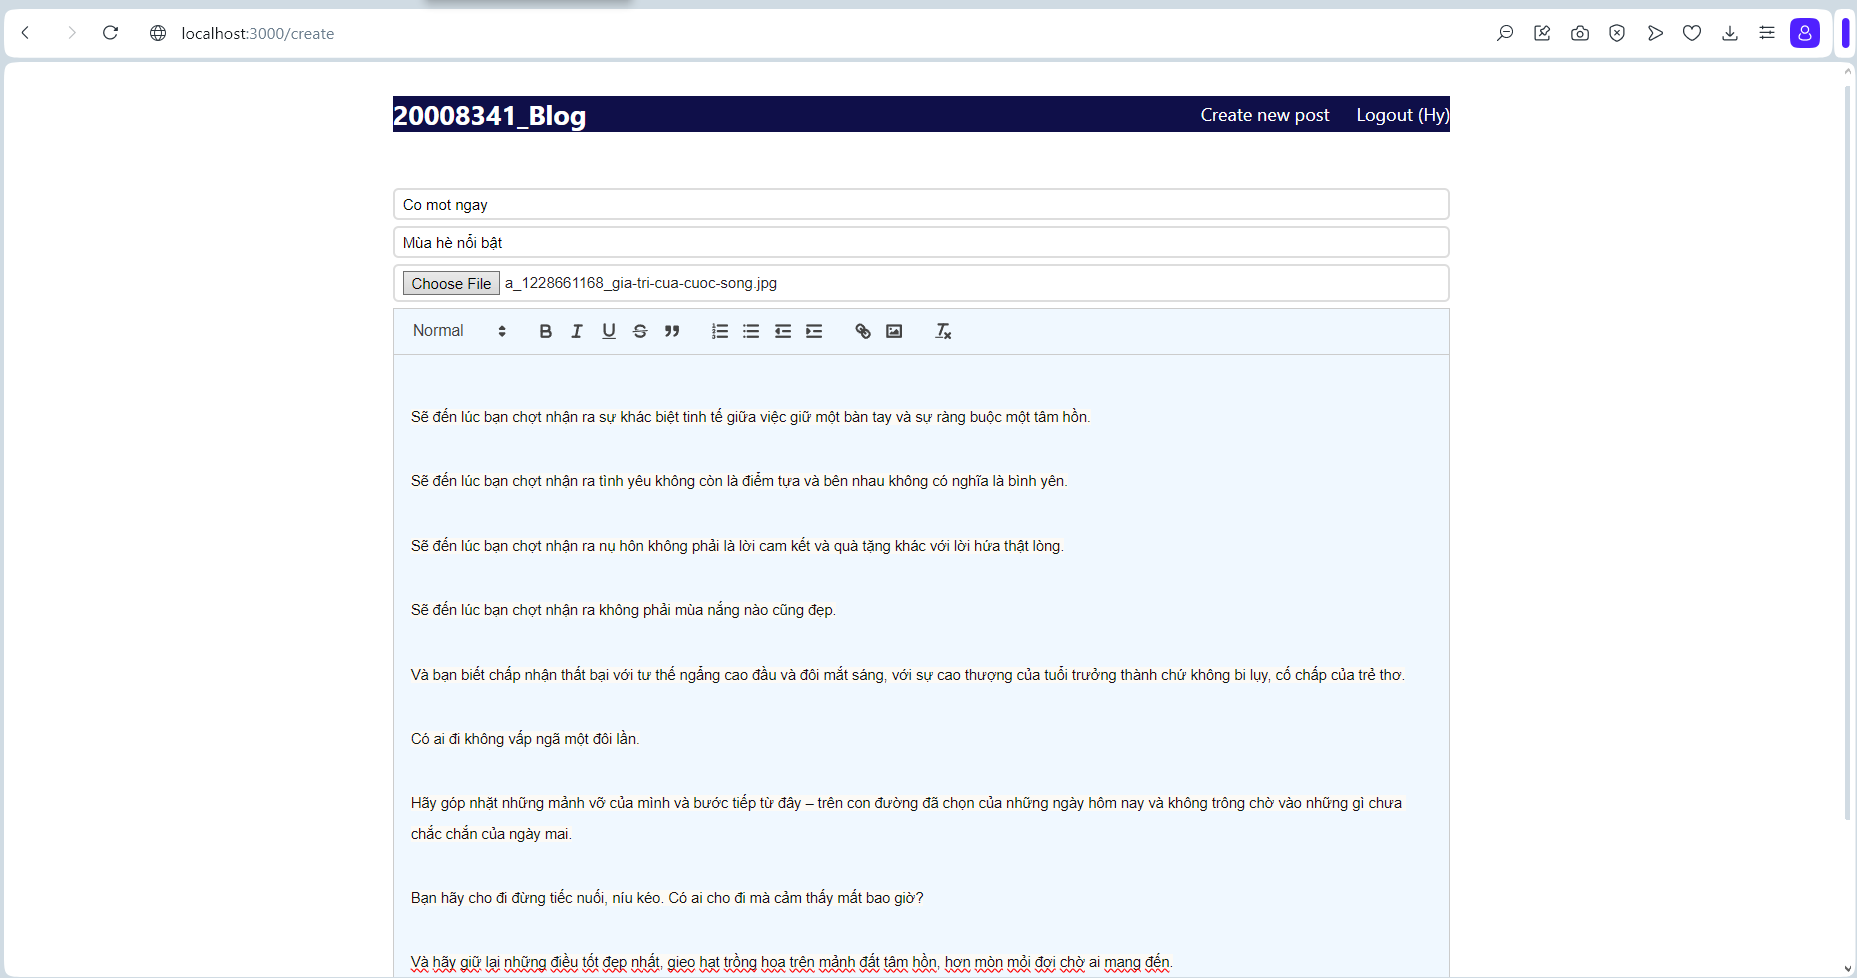 localhost:3000/create
20008341_Blog
Create new post
Logout (Hy)
Co mot ngay
Mùa hè nổi bật
Choose File a_1228661168_gia-tri-cua-cuoc-song.jpg
Normal
Sẽ đến lúc bạn chợt nhận ra sự khác biệt tinh tế giữa việc giữ một bàn tay và sự ràng buộc một tâm hồn.
Sẽ đến lúc bạn chợt nhận ra tình yêu không còn là điểm tựa và bên nhau không có nghĩa là bình yên.
Sẽ đến lúc bạn chợt nhận ra nụ hôn không phải là lời cam kết và quà tặng khác với lời hứa thật lòng.
Sẽ đến lúc bạn chợt nhận ra không phải mùa nắng nào cũng đẹp.
Và bạn biết chấp nhận thất bại với tư thế ngẩng cao đầu và đôi mắt sáng, với sự cao thượng của tuổi trưởng thành chứ không bi lụy, cố chấp của trẻ thơ.
Có ai đi không vấp ngã một đôi lần.
Hãy góp nhặt những mảnh vỡ của mình và bước tiếp từ đây – trên con đường đã chọn của những ngày hôm nay và không trông chờ vào những gì chưa
chắc chắn của ngày mai.
Bạn hãy cho đi đừng tiếc nuối, níu kéo. Có ai cho đi mà cảm thấy mất bao giờ?
Và hãy giữ lại những điều tốt đẹp nhất, gieo hạt trồng hoa trên mảnh đất tâm hồn, hơn mòn mỏi đợi chờ ai mang đến.